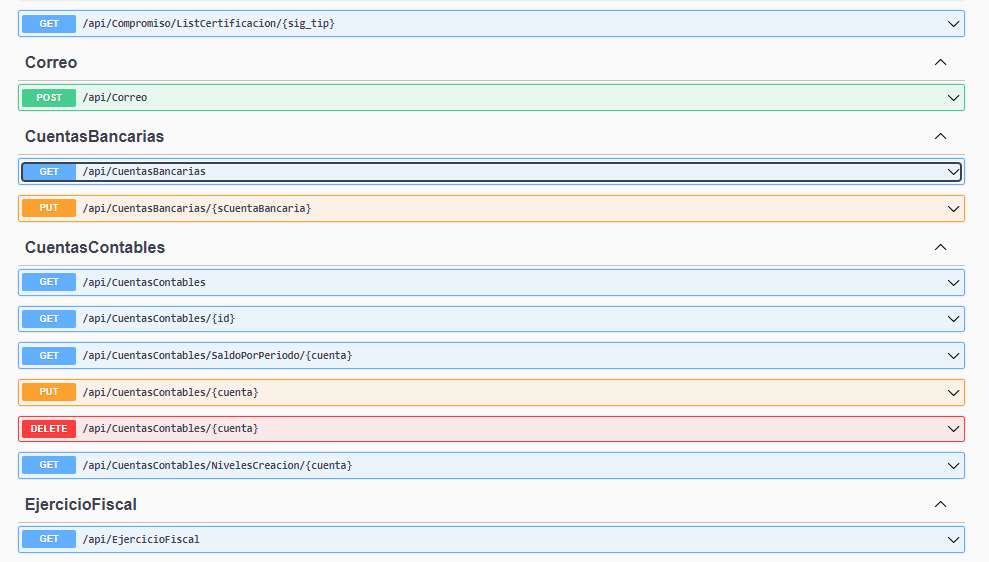 GET /api/Compromiso/ListCertificacion/{sig_tip}
Correo
POST /api/Correo
CuentasBancarias
GET /api/CuentasBancarias
PUT /api/CuentasBancarias/{sCuentaBancaria}
CuentasContables
GET /api/CuentasContables
GET /api/CuentasContables/{id}
GET /api/CuentasContables/SaldoPorPeriodo/{cuenta}
PUT /api/CuentasContables/{cuenta}
DELETE /api/CuentasContables/{cuenta}
GET /api/CuentasContables/NivelesCreacion/{cuenta}
EjercicioFiscal
GET /api/EjercicioFiscal